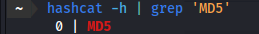 ~ > hashcat -h | grep 'MD5'
0 | MD5